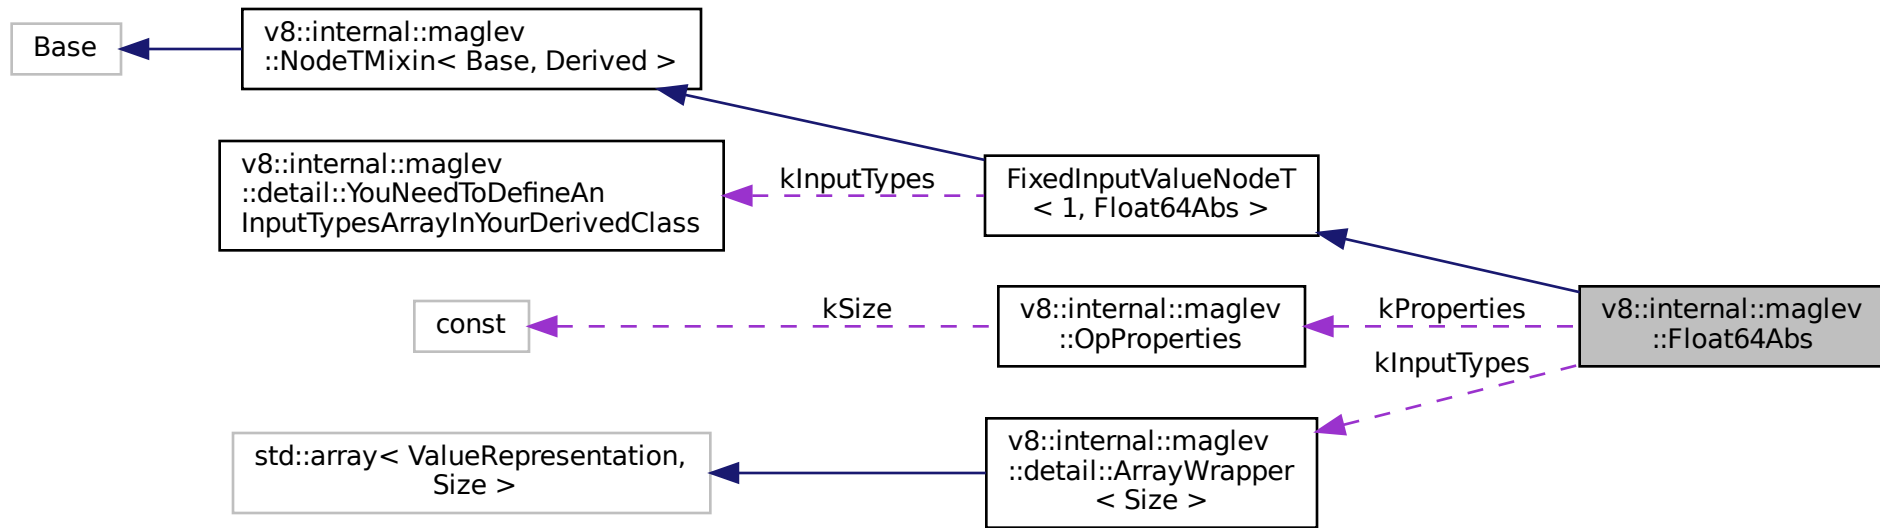 Base
v8::internal::maglev
::NodeTMixin< Base, Derived >
v8::internal::maglev
::detail::YouNeedToDefineAn
InputTypesArrayInYourDerivedClass
kInputTypes
FixedInputValueNodeT
< 1, Float64Abs >
const
kSize
v8::internal::maglev
::OpProperties
kProperties
v8::internal::maglev
::Float64Abs
kInputTypes
std::array< ValueRepresentation,
Size >
v8::internal::maglev
::detail::ArrayWrapper
< Size >